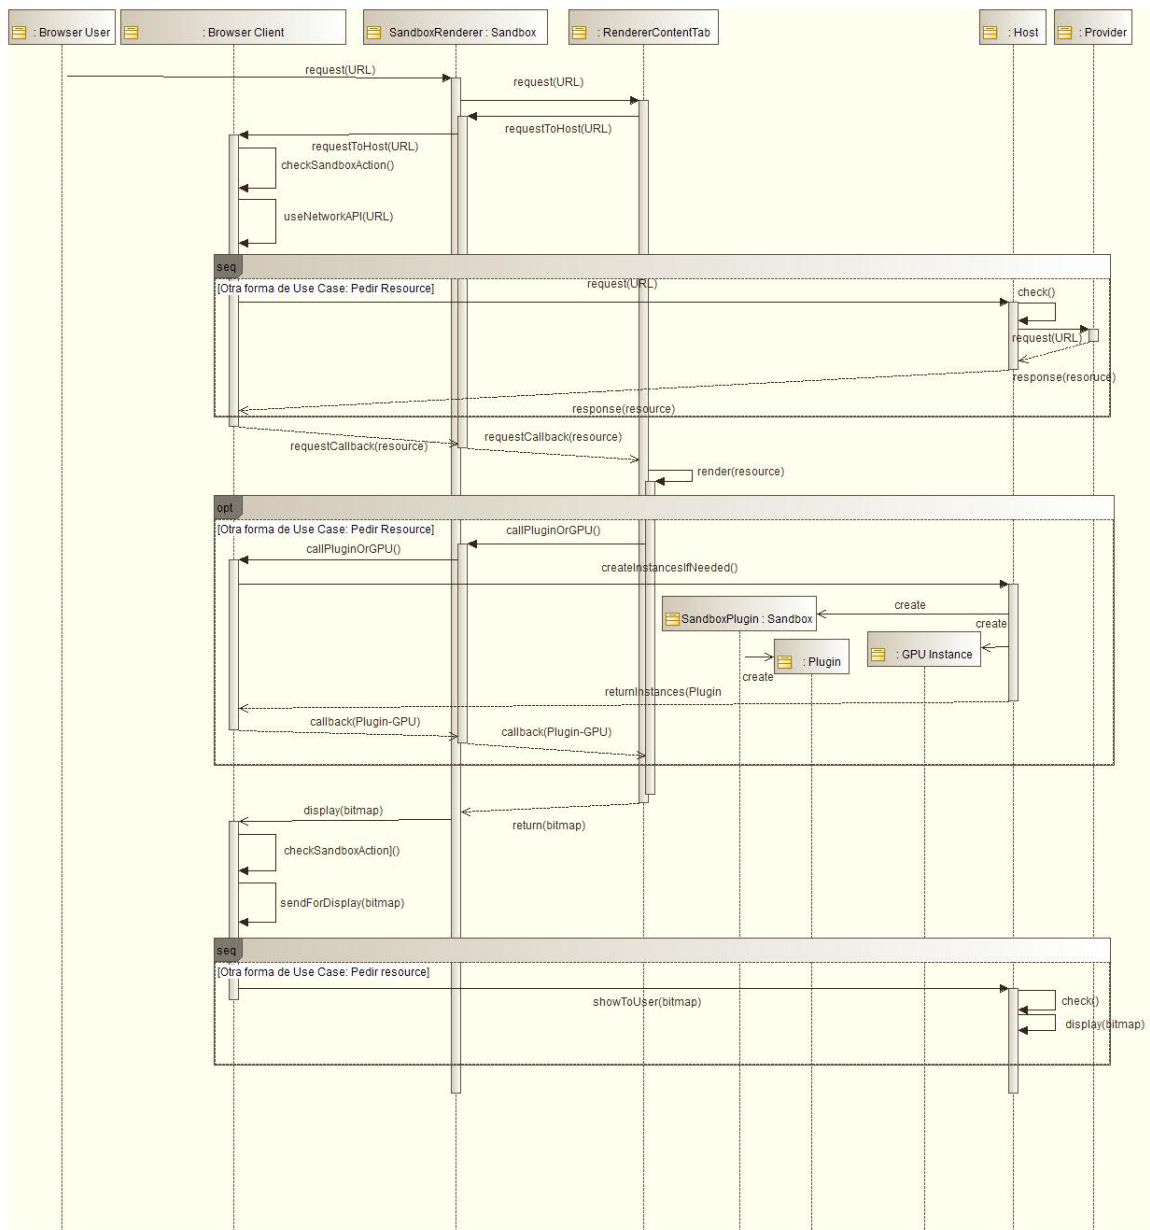 : Browser User
: Browser Client
SandboxRenderer : Sandbox
: RendererContentTab
: Host
: Provider
request(URL)
request(URL)
requestToHost(URL)
requestToHost(URL)
checkSandboxAction()
useNetworkAPI(URL)
seq
[Otra forma de Use Case: Pedir Resource]
request(URL)
check()
request(URL)
response(resoruce)
response(resource)
requestCallback(resource)
requestCallback(resource)
render(resource)
opt
[Otra forma de Use Case: Pedir Resource]
callPluginOrGPU()
callPluginOrGPU()
createInstancesIfNeeded()
create
SandboxPlugin : Sandbox
create
: GPU Instance
: Plugin
create
returnInstances(Plugin
callback(Plugin-GPU)
callback(Plugin-GPU)
display(bitmap)
return(bitmap)
checkSandboxAction]()
sendForDisplay(bitmap)
seq
[Otra forma de Use Case: Pedir resource]
showToUser(bitmap)
check()
display(bitmap)